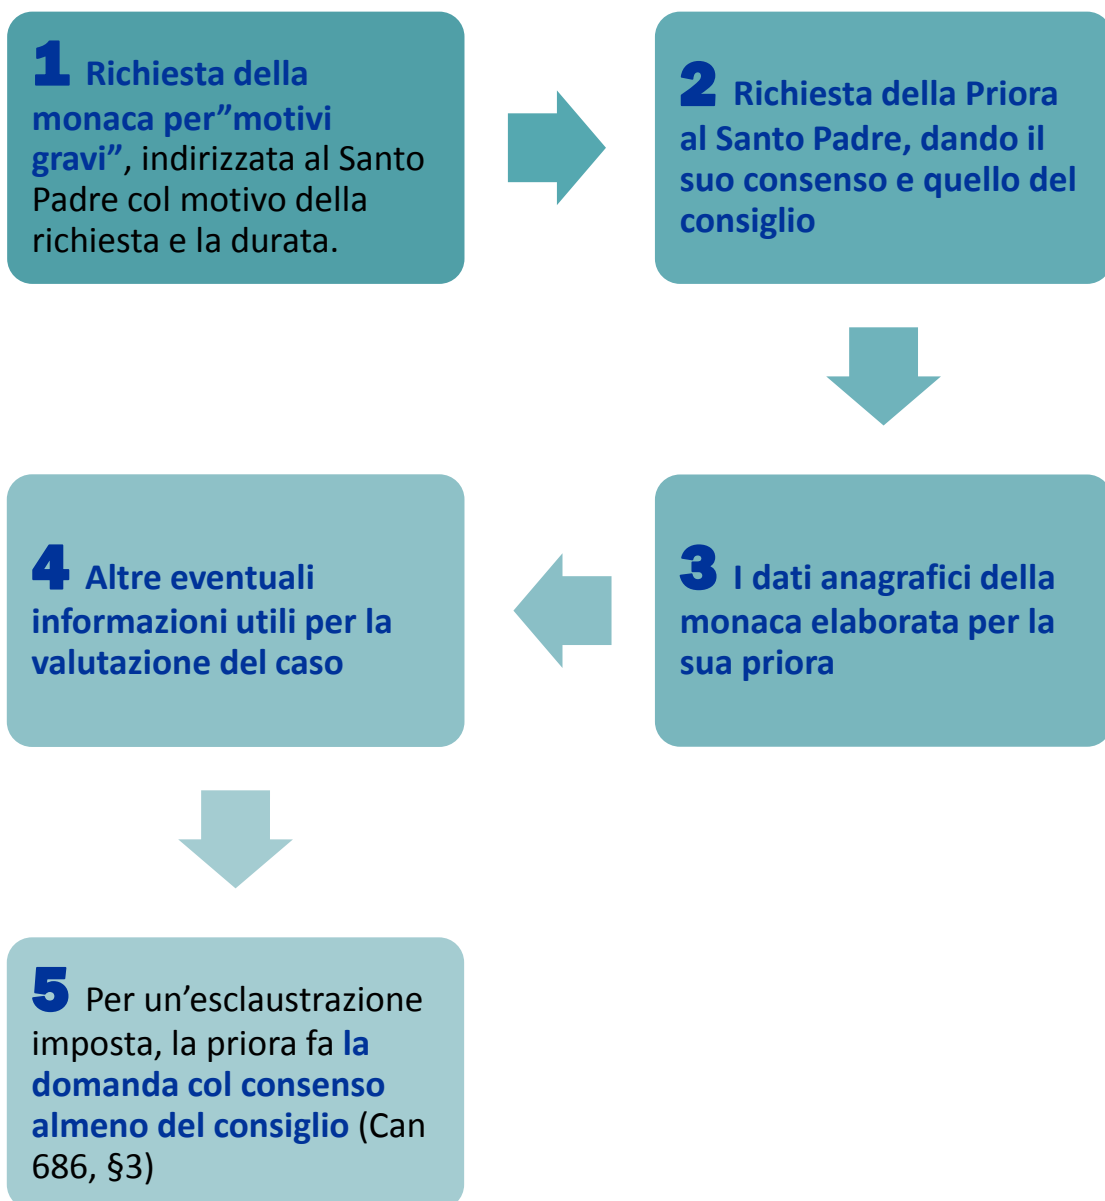 1 Richiesta della
monaca per”motivi
gravi”, indirizzata al Santo
Padre col motivo della
richiesta e la durata.
2 Richiesta della Priora
al Santo Padre, dando il
suo consenso e quello del
consiglio
3 I dati anagrafici della
monaca elaborata per la
sua priora
4 Altre eventuali
informazioni utili per la
valutazione del caso
5 Per un’esclaustrazione
imposta, la priora fa la
domanda col consenso
almeno del consiglio (Can
686, §3)